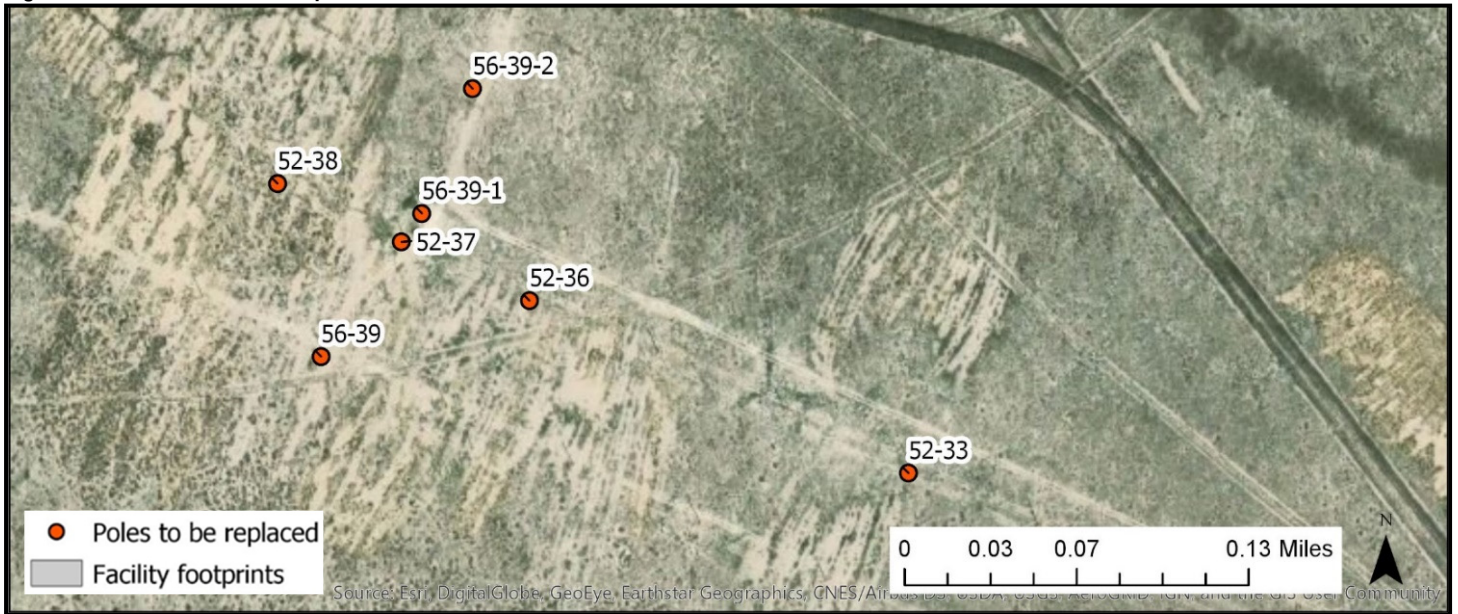 56-39-2
52-38
56-39-1
52-37
52-36
56-39
52-33
Poles to be replaced
Facility footprints
0 0.03 0.07 0.13 Miles
N
Source: Esri, DigitalGlobe, GeoEye, Earthstar Geographics, CNES/Airbus DS, USDA, USGS, AeroGRID, IGN, and the GIS User Community